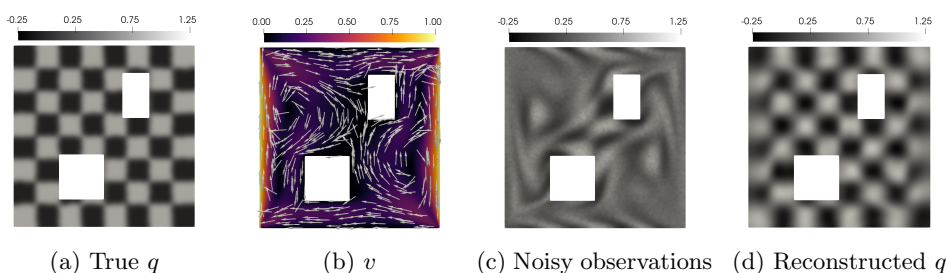 -0.25 0.25 0.75 1.25
0.00 0.25 0.50 0.75 1.00
-0.25 0.25 0.75 1.25
-0.25 0.25 0.75 1.25
(a) True q
(b) v
(c) Noisy observations
(d) Reconstructed q